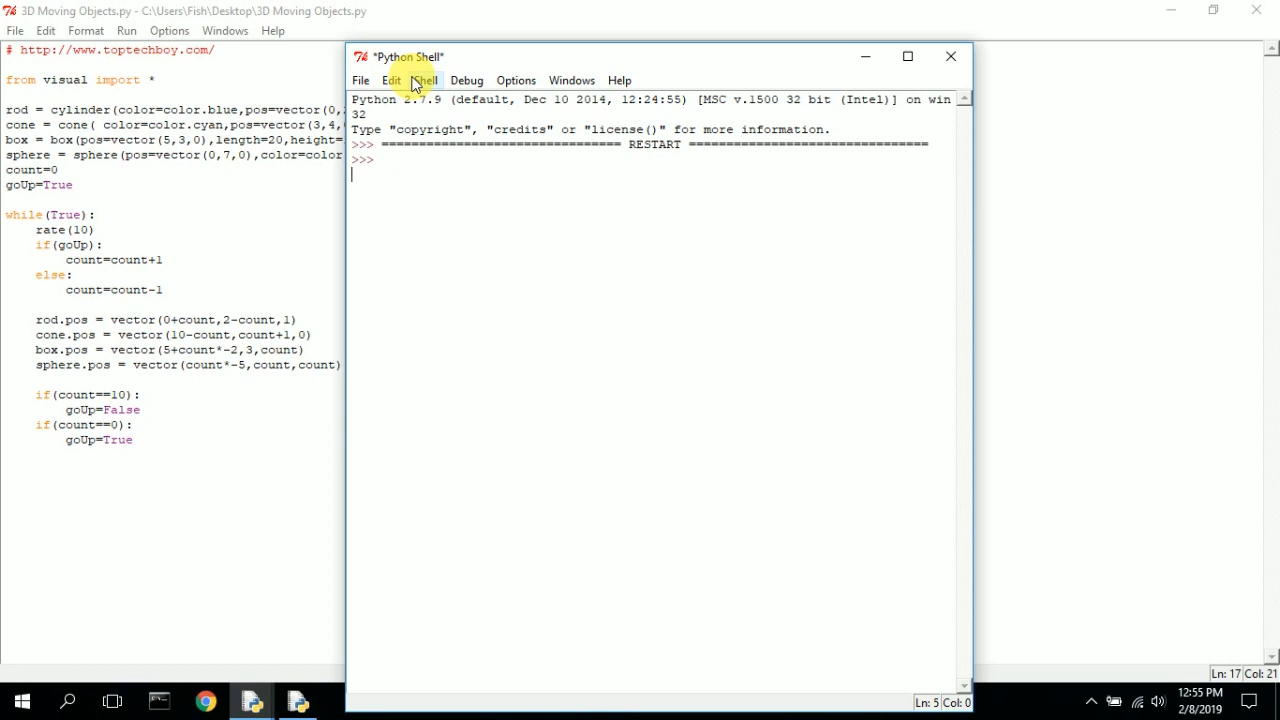 3D Moving Objects.py - C:\Users\Fish\Desktop\3D Moving Objects.py
File Edit Format Run Options Windows Help
# http://www.toptechboy.com/
from visual import *
rod = cylinder(color=color.blue,pos=vector(0,
cone = cone( color=color.cyan,pos=vector(3,4,
box = box(pos=vector(5,3,0),length=20,height=
sphere = sphere(pos=vector(0,7,0),color=color
count=0
goUp=True
while(True):
    rate(10)
    if(goUp):
        count=count+1
    else:
        count=count-1
    rod.pos = vector(0+count,2-count,1)
    cone.pos = vector(10-count,count+1,0)
    box.pos = vector(5+count*-2,3,count)
    sphere.pos = vector(count*-5,count,count)
    if(count==10):
        goUp=False
    if(count==0):
        goUp=True
*Python Shell*
File Edit Shell Debug Options Windows Help
Python 2.7.9 (default, Dec 10 2014, 12:24:55) [MSC v.1500 32 bit (Intel)] on win
32
Type "copyright", "credits" or "license()" for more information.
>>> ================================ RESTART ================================
>>>
Ln: 5 Col: 0
Ln: 17 Col: 21
12:55 PM
2/8/2019